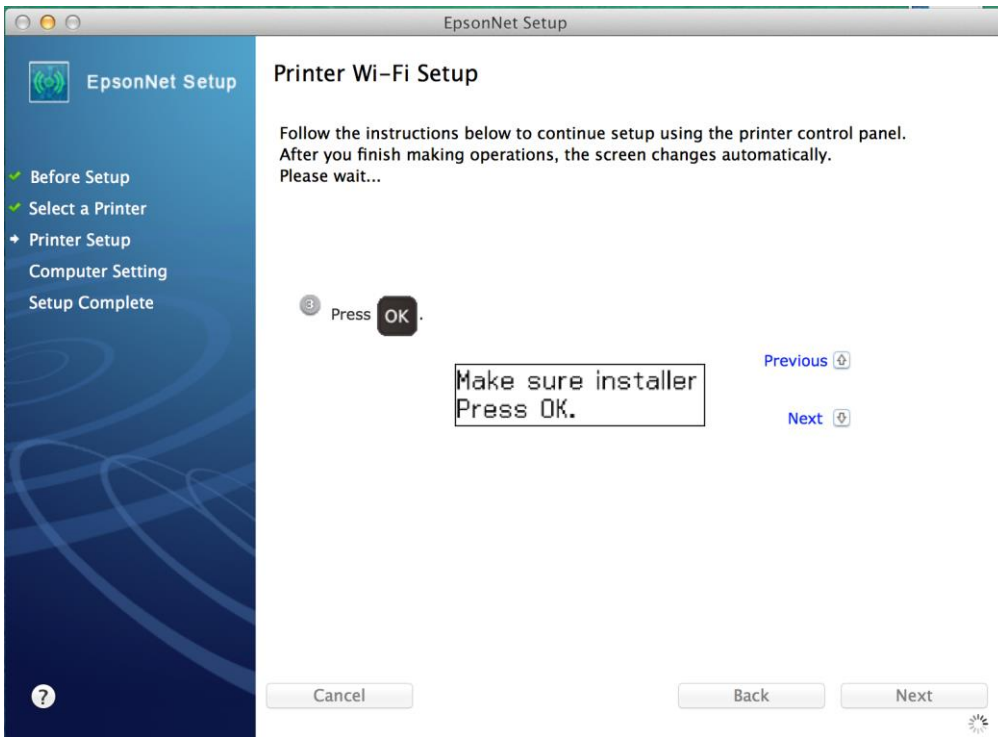 EpsonNet Setup
EpsonNet Setup
Before Setup
Select a Printer
Printer Setup
Computer Setting
Setup Complete
?
Printer Wi-Fi Setup
Follow the instructions below to continue setup using the printer control panel.
After you finish making operations, the screen changes automatically.
Please wait...
3 Press OK.
Make sure installer
Press OK.
Previous
Next
Cancel
Back
Next